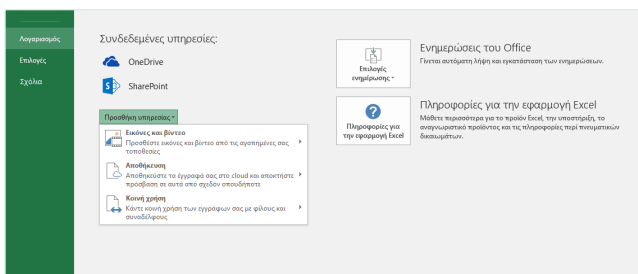 Λογαριασμός
Επιλογές
Σχόλια
Συνδεδεμένες υπηρεσίες:
OneDrive
SharePoint
Προσθήκη υπηρεσίας
Εικόνες και βίντεο
Προσθέστε εικόνες και βίντεο από τις αγαπημένες σας
τοποθεσίες
Αποθήκευση
Αποθηκεύστε τα έγγραφά σας στο cloud και αποκτήστε
πρόσβαση σε αυτά από σχεδόν οπουδήποτε
Κοινή χρήση
Κάντε κοινή χρήση των εγγράφων σας με φίλους και
συναδέλφους
Επιλογές
ενημέρωσης
Ενημερώσεις του Office
Γίνεται αυτόματη λήψη και εγκατάσταση των ενημερώσεων.
Πληροφορίες για
την εφαρμογή Excel
Πληροφορίες για την εφαρμογή Excel
Μάθετε περισσότερα για το προϊόν Excel, την υποστήριξη, το
αναγνωριστικό προϊόντος και τις πληροφορίες περί πνευματικών
δικαιωμάτων.